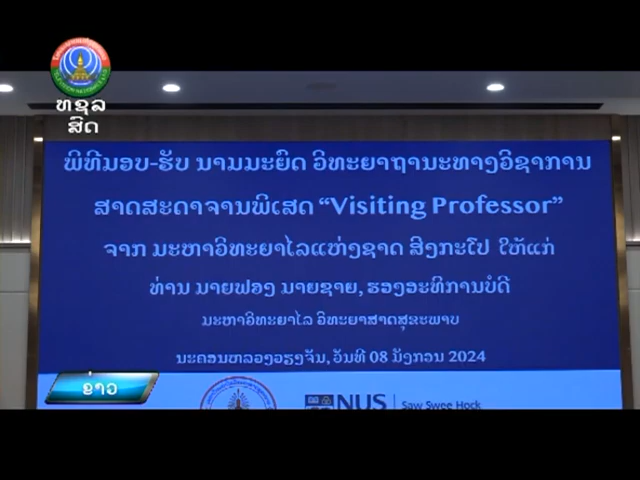 ທຊລ
ສົດ
ພິທີມອບ-ຮັບ ນາມມະຍົດ ວິທະຍາຖານະທາງວິຊາການ
ສາດສະດາຈານພິເສດ “Visiting Professor”
ຈາກ ມະຫາວິທະຍາໄລແຫ່ງຊາດ ສິງກະໂປ ໃຫ້ແກ່
ທ່ານ ນາຍຟອງ ນາຍຊາຍ, ຮອງອະທິການບໍດີ
ມະຫາວິທະຍາໄລ ວິທະຍາສາດສຸຂະພາບ
ນະຄອນຫລວງວຽງຈັນ, ວັນທີ 08 ມັງກອນ 2024
ຂ່າວ
NUS
Saw Swee Hock